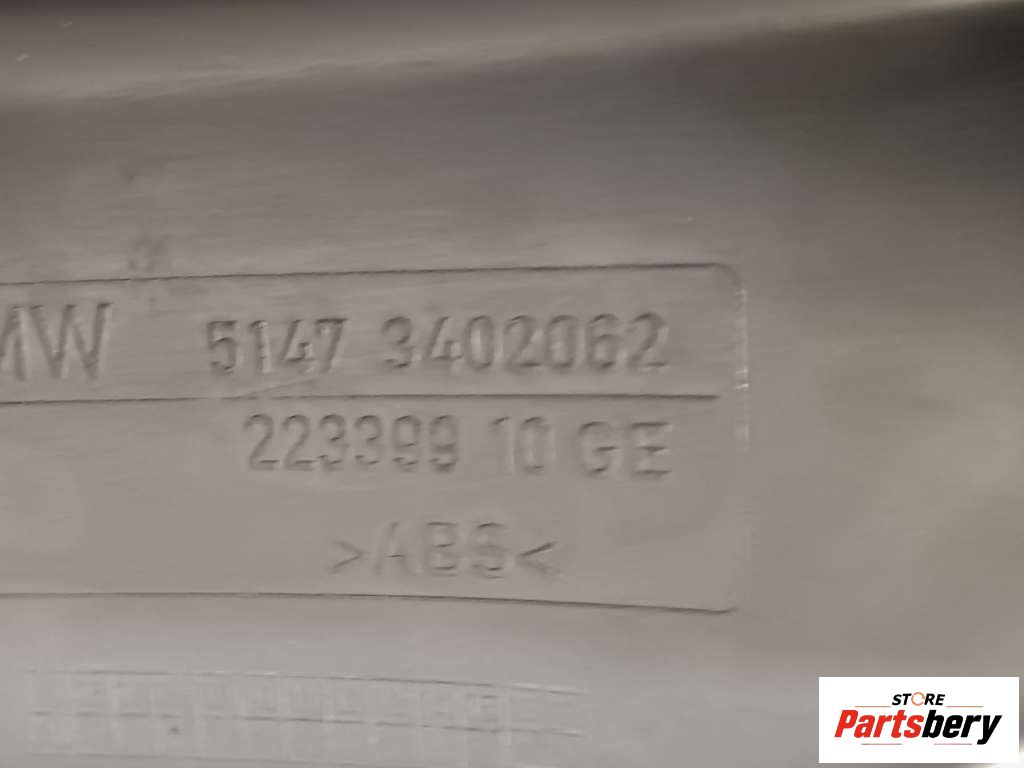 MW 5147 3402062
223399 10 GE
>ABS<
STORE
Partsbery